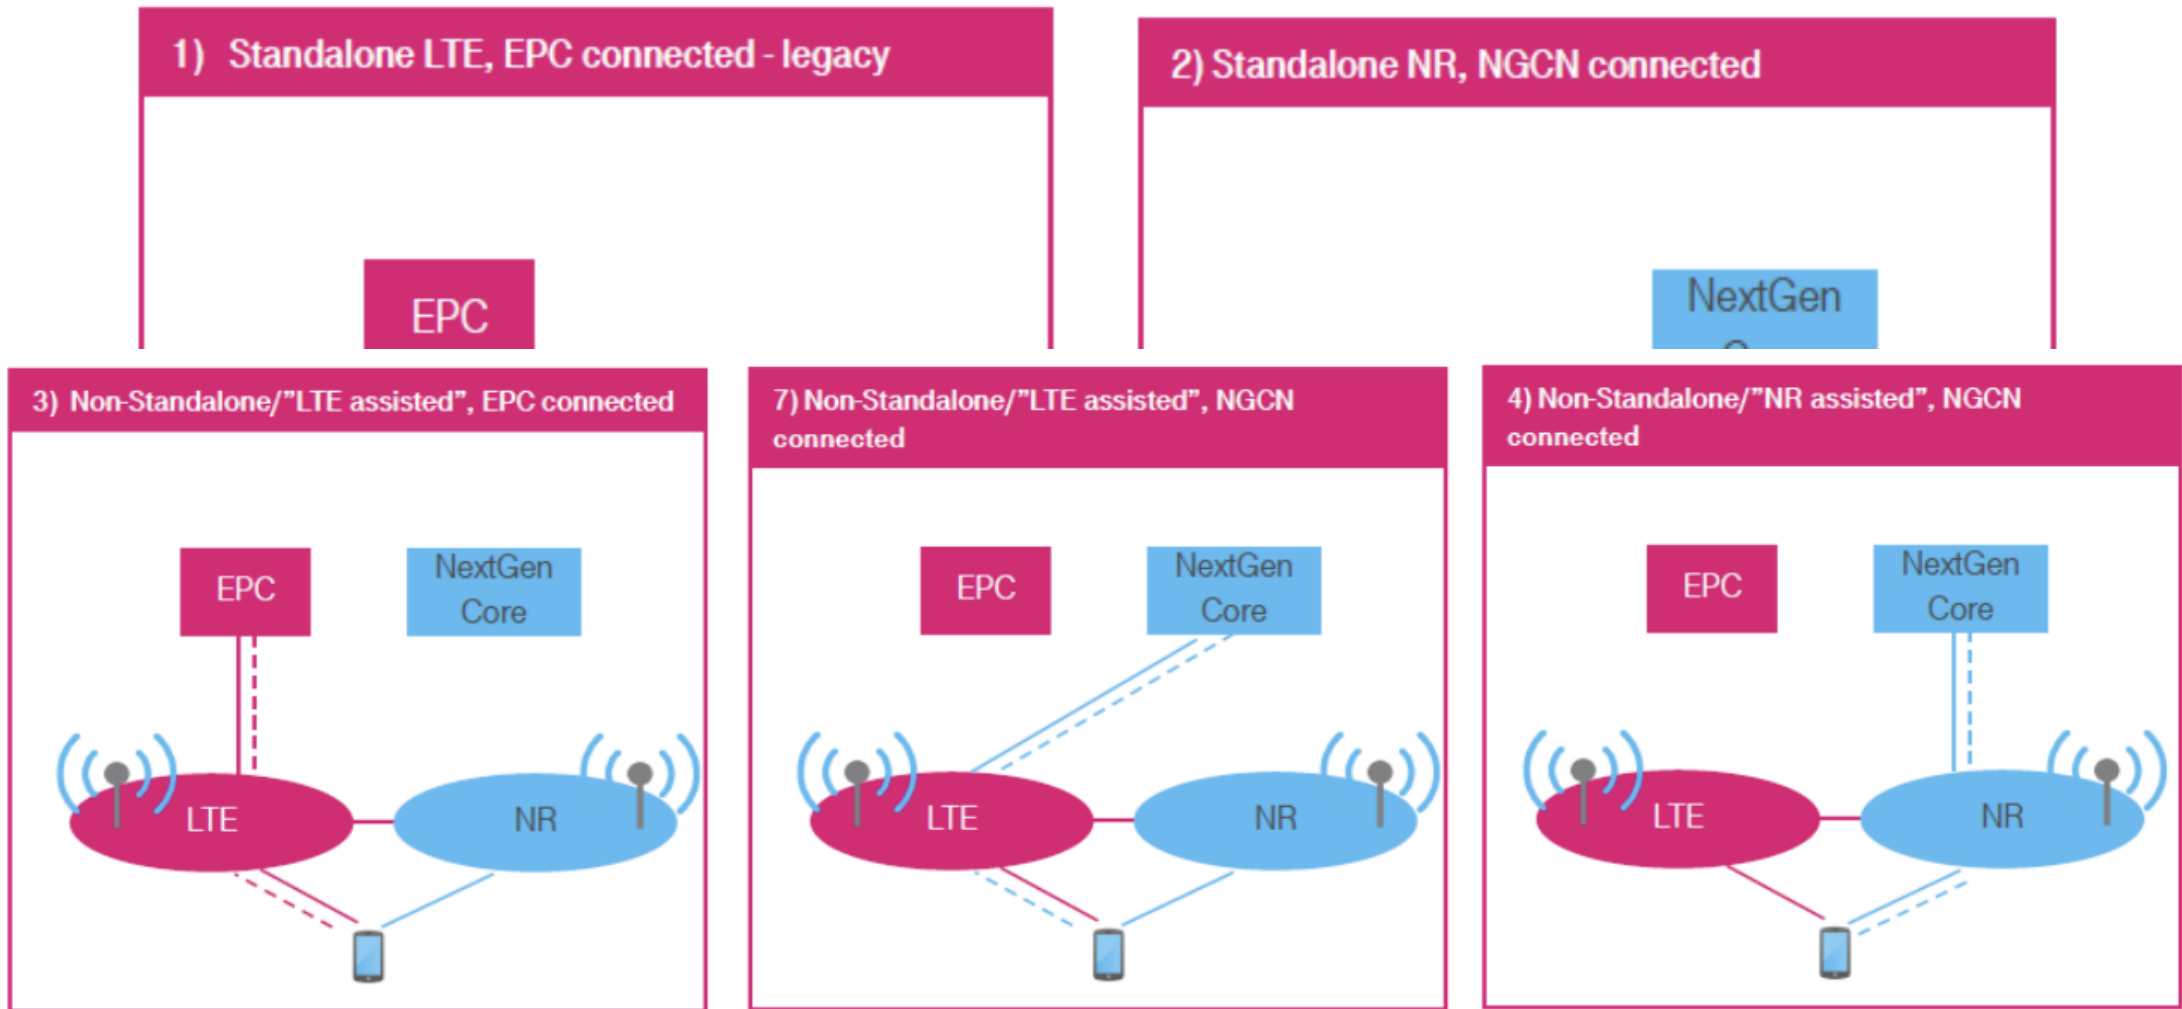 1) Standalone LTE, EPC connected - legacy
2) Standalone NR, NGCN connected
EPC
NextGen
3) Non-Standalone/"LTE assisted", EPC connected
7) Non-Standalone/"LTE assisted", NGCN
connected
4) Non-Standalone/"NR assisted", NGCN
connected
EPC
NextGen
Core
LTE
NR
EPC
NextGen
Core
LTE
NR
EPC
NextGen
Core
LTE
NR